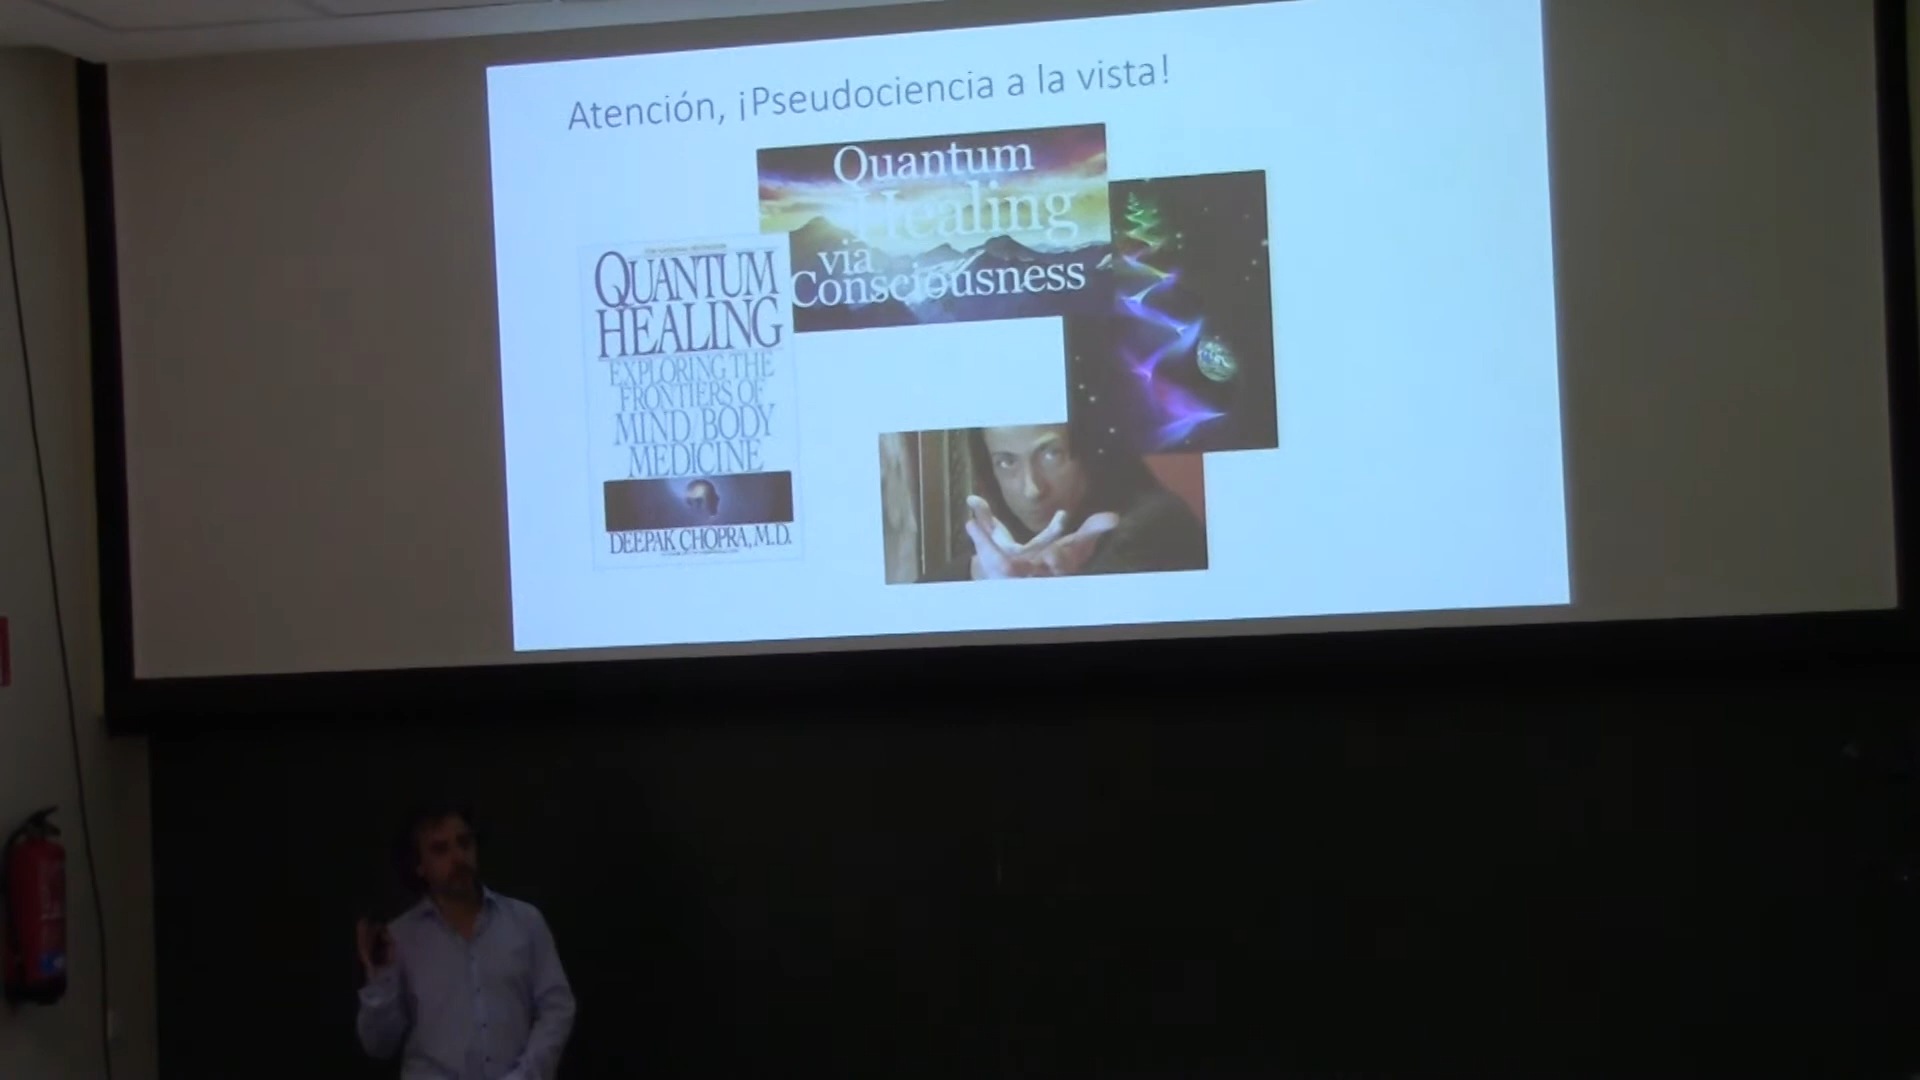 Atención, ¡Pseudociencia a la vista!
Quantum
Healing
via
Consciousness
QUANTUM
HEALING
EXPLORING THE
FRONTIERS OF
MIND/BODY
MEDICINE
DEEPAK CHOPRA, M.D.